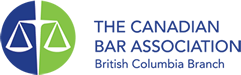 THE CANADIAN
BAR ASSOCIATION
British Columbia Branch